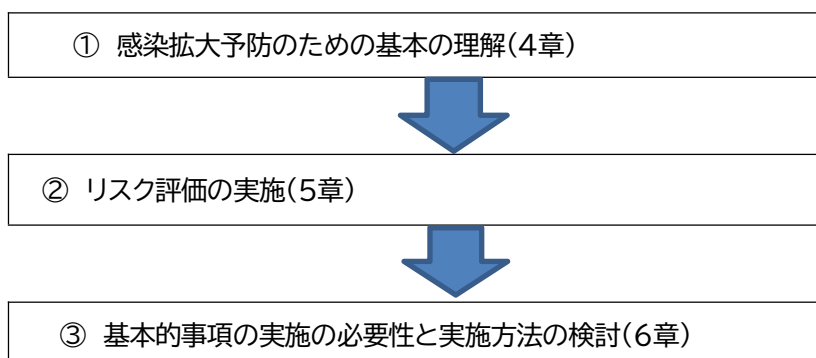 ① 感染拡大予防のための基本の理解(4章)
② リスク評価の実施(5章)
③ 基本的事項の実施の必要性と実施方法の検討(6章)